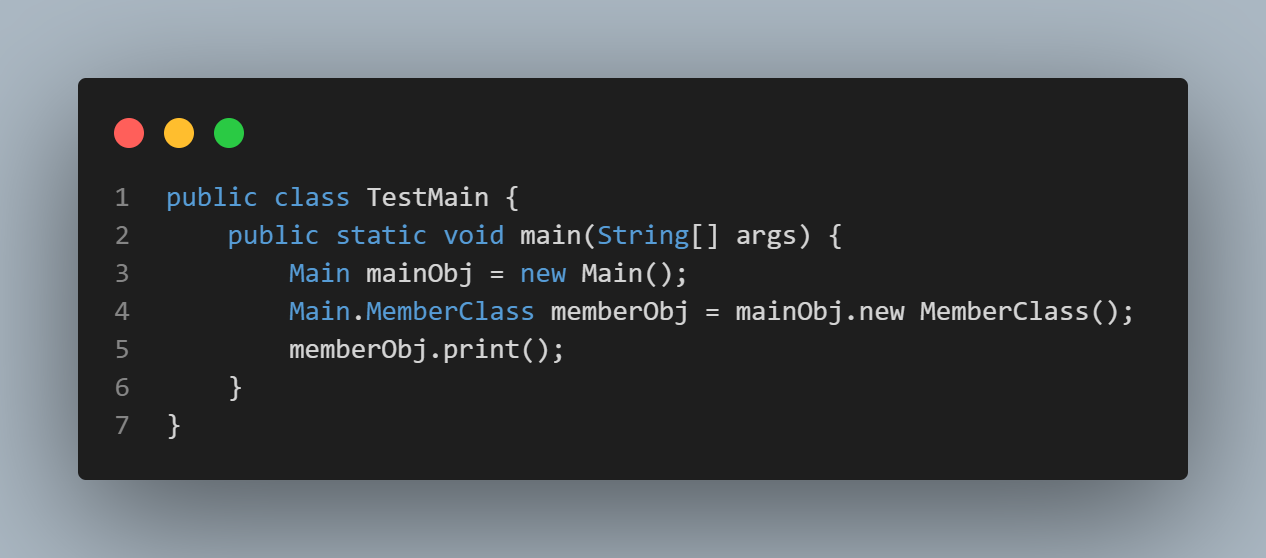 1 public class TestMain {
2     public static void main(String[] args) {
3         Main mainObj = new Main();
4         Main.MemberClass memberObj = mainObj.new MemberClass();
5         memberObj.print();
6     }
7 }